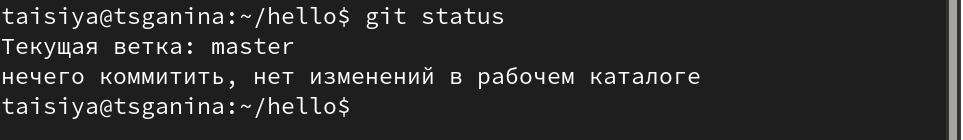 taisiya@tsganina:~/hello$ git status
Текущая ветка: master
нечего коммитить, нет изменений в рабочем каталоге
taisiya@tsganina:~/hello$